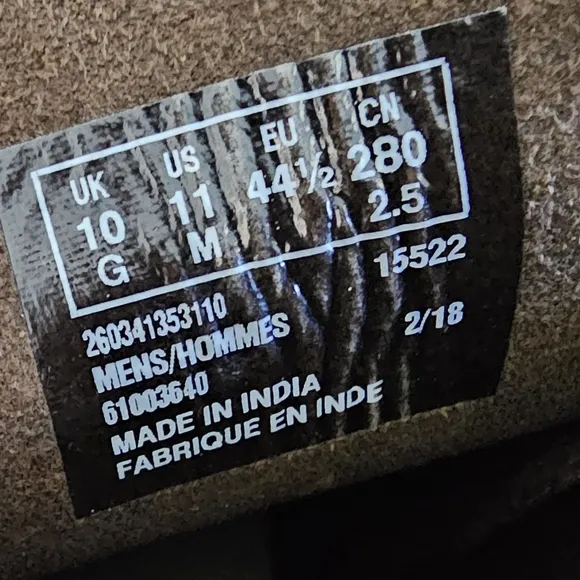 UK US EU CN
10 11 44½ 280
G M 2.5
260341353110 15522
MENS/HOMMES 2/18
61003640
MADE IN INDIA
FABRIQUE EN INDE